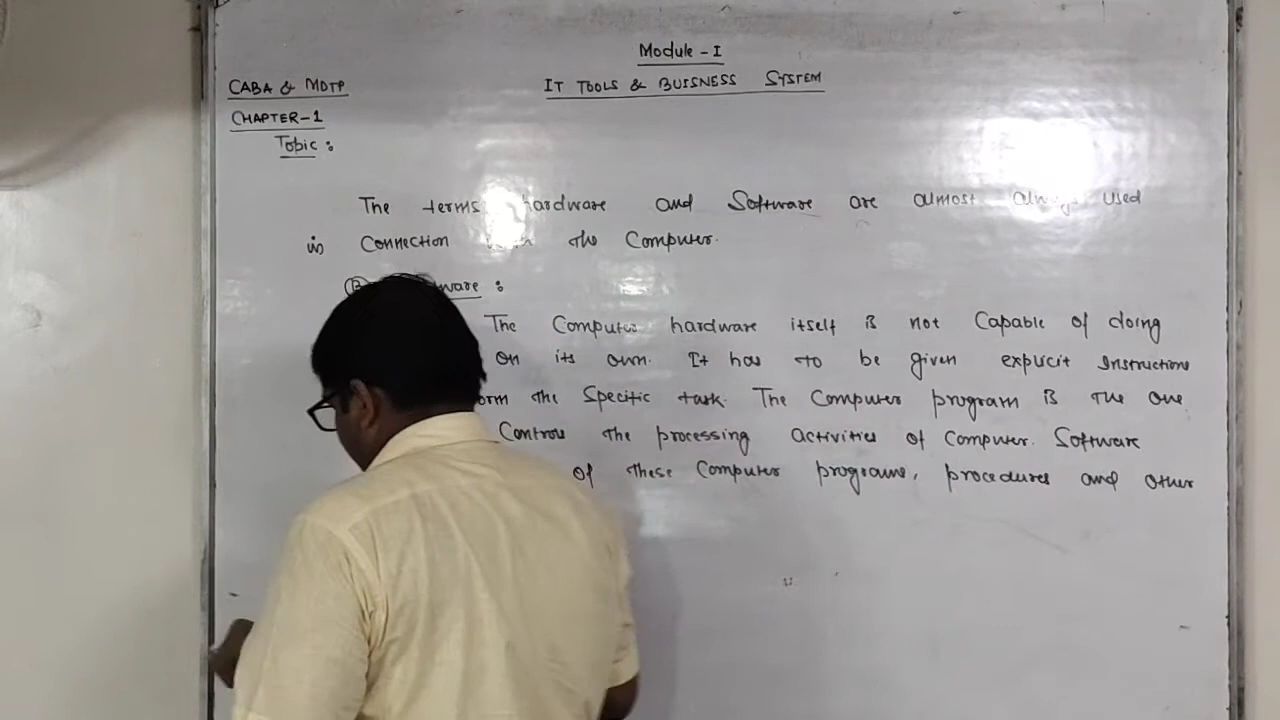 Module - I
CABA & MDTP
IT TOOLS & BUISNESS SYSTEM
CHAPTER-1
Topic :
The terms hardware and Software are almost always used
in Connection the Computer.
:
The Computer hardware itself is not Capable of doing
on its own. It has to be given explicit Instructions
the Specific task. The Computer program is the one
Controls the processing activities of Computer. Software
of these Computer programs, procedures and other